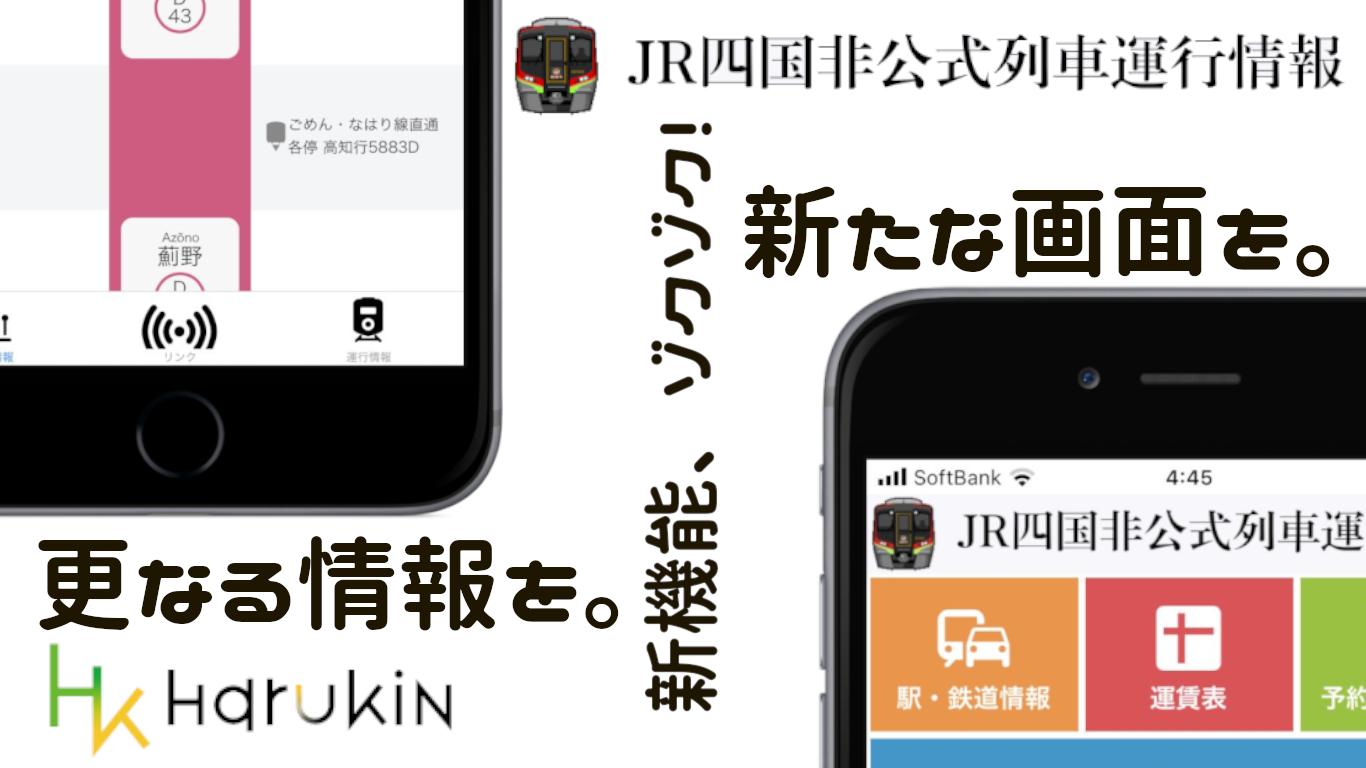 43
ごめん・なはり線直通
各停 高知行5883D
Azōno
薊野
D
報
リンク
運行情報
JR四国非公式列車運行情報
新機能、ゾクゾク！
新たな画面を。
SoftBank
4:45
JR四国非公式列車運
駅・鉄道情報
運賃表
予約
更なる情報を。
HK
HaruKiN